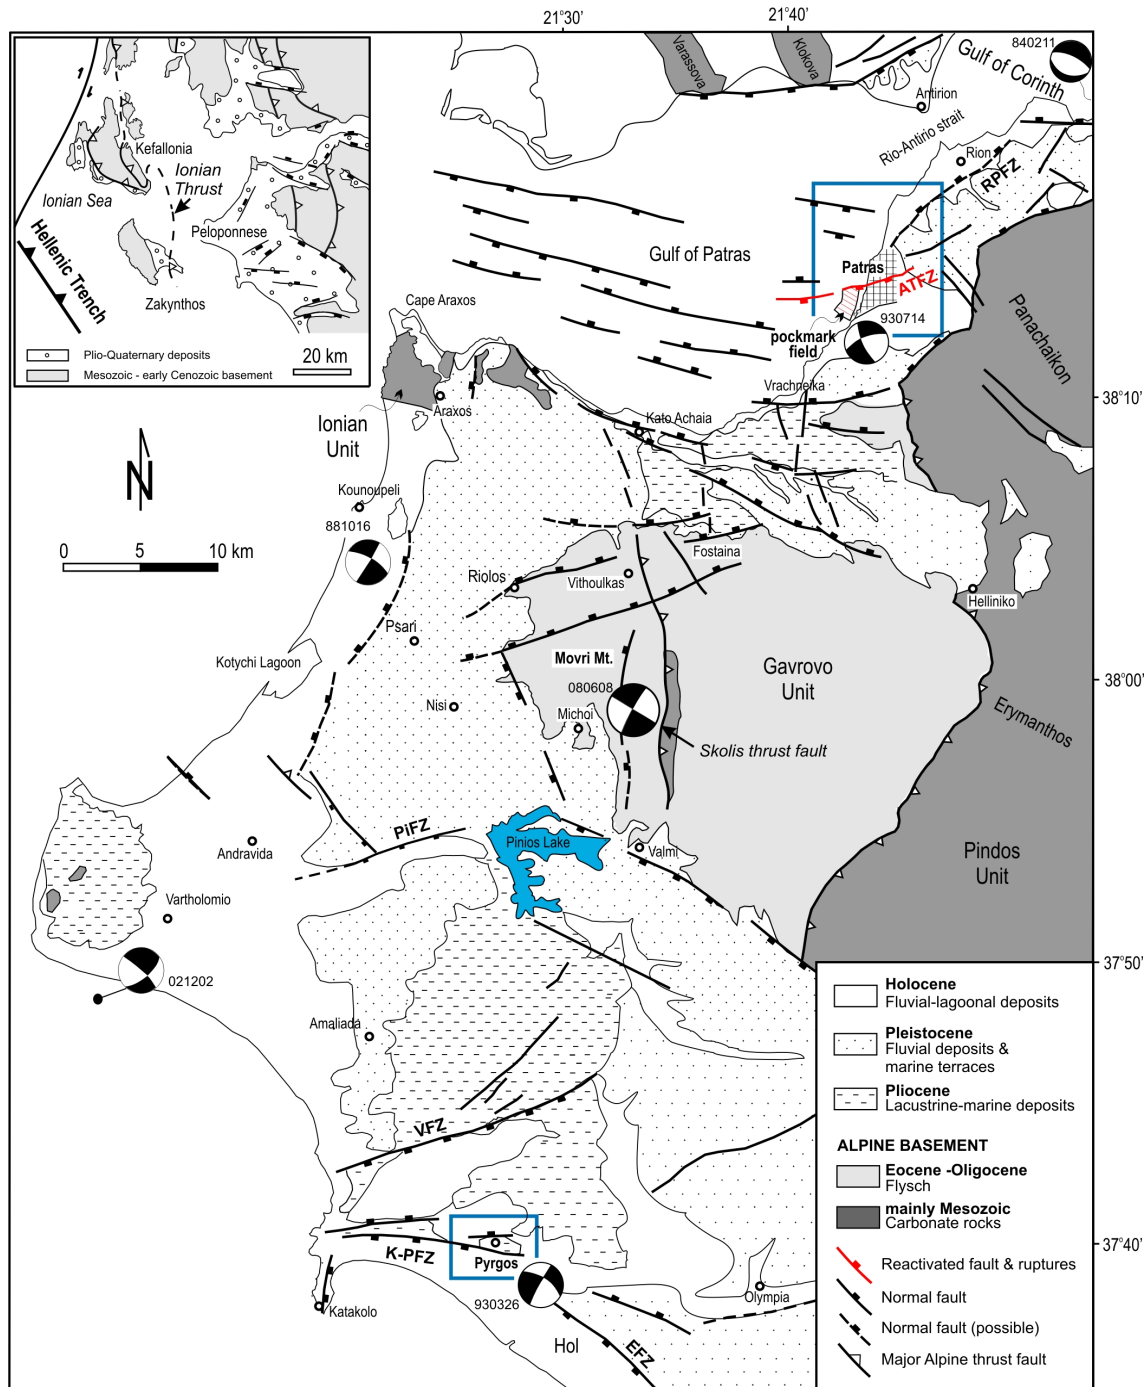 21°30'
21°40'
840211
Gulf of Corinth
Varassova
Klokova
Antirion
Rio-Antirio strait
Rion
RPFZ
Kefallonia
Ionian
Thrust
Ionian Sea
Peloponnese
Hellenic Trench
Zakynthos
Plio-Quaternary deposits
Mesozoic - early Cenozoic basement
20 km
Gulf of Patras
Patras
ATFZ
930714
pockmark
field
Panachaikon
Cape Araxos
Vrachneika
38°10'
Araxos
Kato Achaia
Ionian
Unit
N
Kounoupeli
881016
0 5 10 km
Fostaina
Riolos
Vithoulkas
Helliniko
Psari
Kotychi Lagoon
Movri Mt.
Gavrovo
Unit
38°00'
080608
Nisi
Michoi
Erymanthos
Skolis thrust fault
PiFZ
Pinios Lake
Valmi
Andravida
Pindos
Unit
Vartholomio
37°50'
021202
Amaliada
VFZ
K-PFZ
Pyrgos
37°40'
930326
Katakolo
Olympia
Hol
EFZ
Holocene
Fluvial-lagoonal deposits
Pleistocene
Fluvial deposits &
marine terraces
Pliocene
Lacustrine-marine deposits
ALPINE BASEMENT
Eocene -Oligocene
Flysch
mainly Mesozoic
Carbonate rocks
Reactivated fault & ruptures
Normal fault
Normal fault (possible)
Major Alpine thrust fault